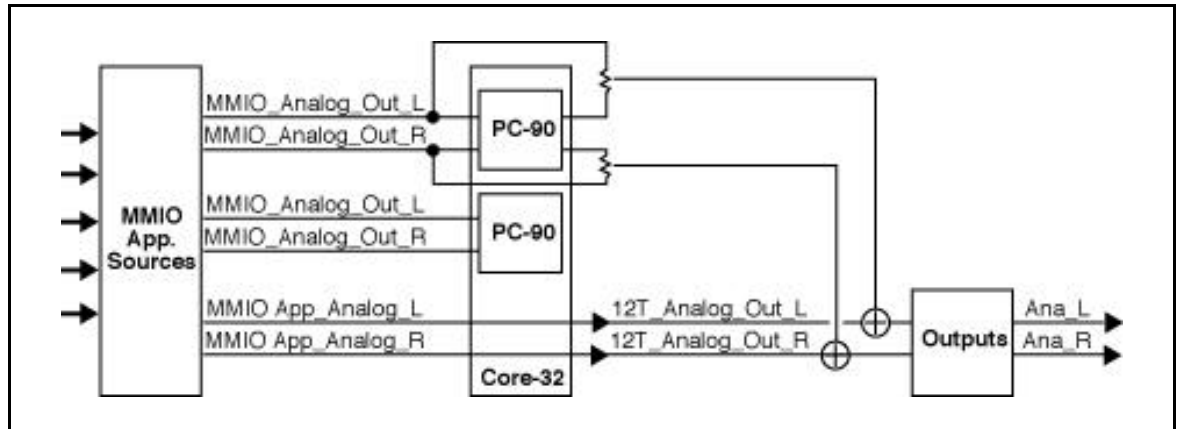 MMIO_Analog_Out_L
MMIO_Analog_Out_R
PC-90
MMIO
App.
Sources
MMIO_Analog_Out_L
MMIO_Analog_Out_R
PC-90
MMIO App_Analog_L
MMIO App_Analog_R
Core-32
12T_Analog_Out_L
12T_Analog_Out_R
Outputs
Ana_L
Ana_R